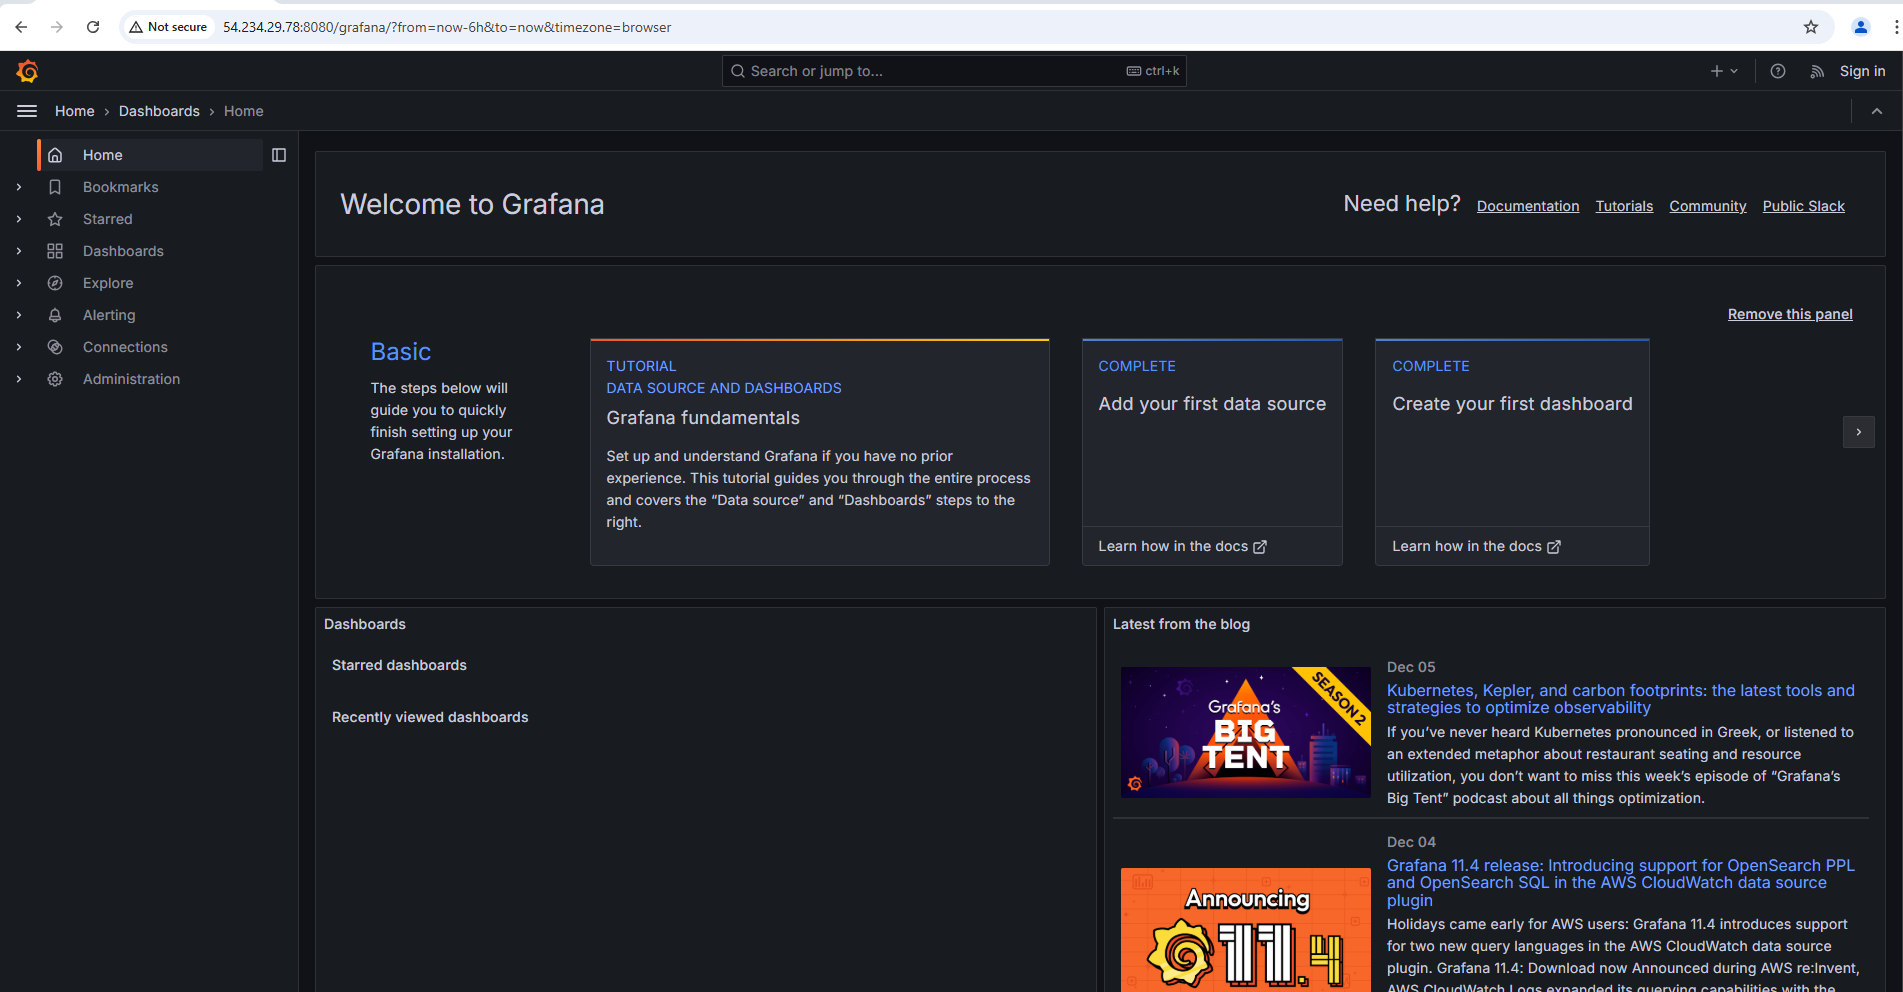 Not secure
54.234.29.78:8080/grafana/?from=now-6h&to=now&timezone=browser
Search or jump to...
ctrl+k
Sign in
Home › Dashboards › Home
Home
Bookmarks
Starred
Dashboards
Explore
Alerting
Connections
Administration
Welcome to Grafana
Need help?
Documentation
Tutorials
Community
Public Slack
Remove this panel
Basic
The steps below will
guide you to quickly
finish setting up your
Grafana installation.
TUTORIAL
DATA SOURCE AND DASHBOARDS
Grafana fundamentals
Set up and understand Grafana if you have no prior
experience. This tutorial guides you through the entire process
and covers the “Data source” and “Dashboards” steps to the
right.
COMPLETE
Add your first data source
Learn how in the docs
COMPLETE
Create your first dashboard
Learn how in the docs
Dashboards
Starred dashboards
Recently viewed dashboards
Latest from the blog
Grafana's
BIG
TENT
SEASON 2
Dec 05
Kubernetes, Kepler, and carbon footprints: the latest tools and
strategies to optimize observability
If you’ve never heard Kubernetes pronounced in Greek, or listened to
an extended metaphor about restaurant seating and resource
utilization, you don’t want to miss this week’s episode of “Grafana’s
Big Tent” podcast about all things optimization.
Announcing
11.4
Dec 04
Grafana 11.4 release: Introducing support for OpenSearch PPL
and OpenSearch SQL in the AWS CloudWatch data source
plugin
Holidays came early for AWS users: Grafana 11.4 introduces support
for two new query languages in the AWS CloudWatch data source
plugin. Grafana 11.4: Download now Announced during AWS re:Invent,
AWS CloudWatch Logs expanded its querying capabilities with the